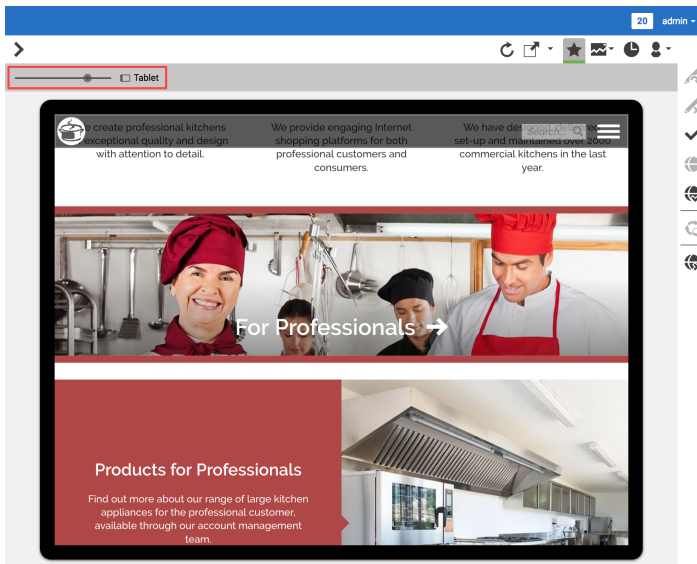 20 admin
Tablet
e create professional kitchens
exceptional quality and design
with attention to detail.
We provide engaging Internet
shopping platforms for both
professional customers and
consumers.
We have designed, delivered,
set-up and maintained over 2000
commercial kitchens in the last
year.
Search...
For Professionals
Products for Professionals
Find out more about our range of large kitchen
appliances for the professional customer,
available through our account management
team.